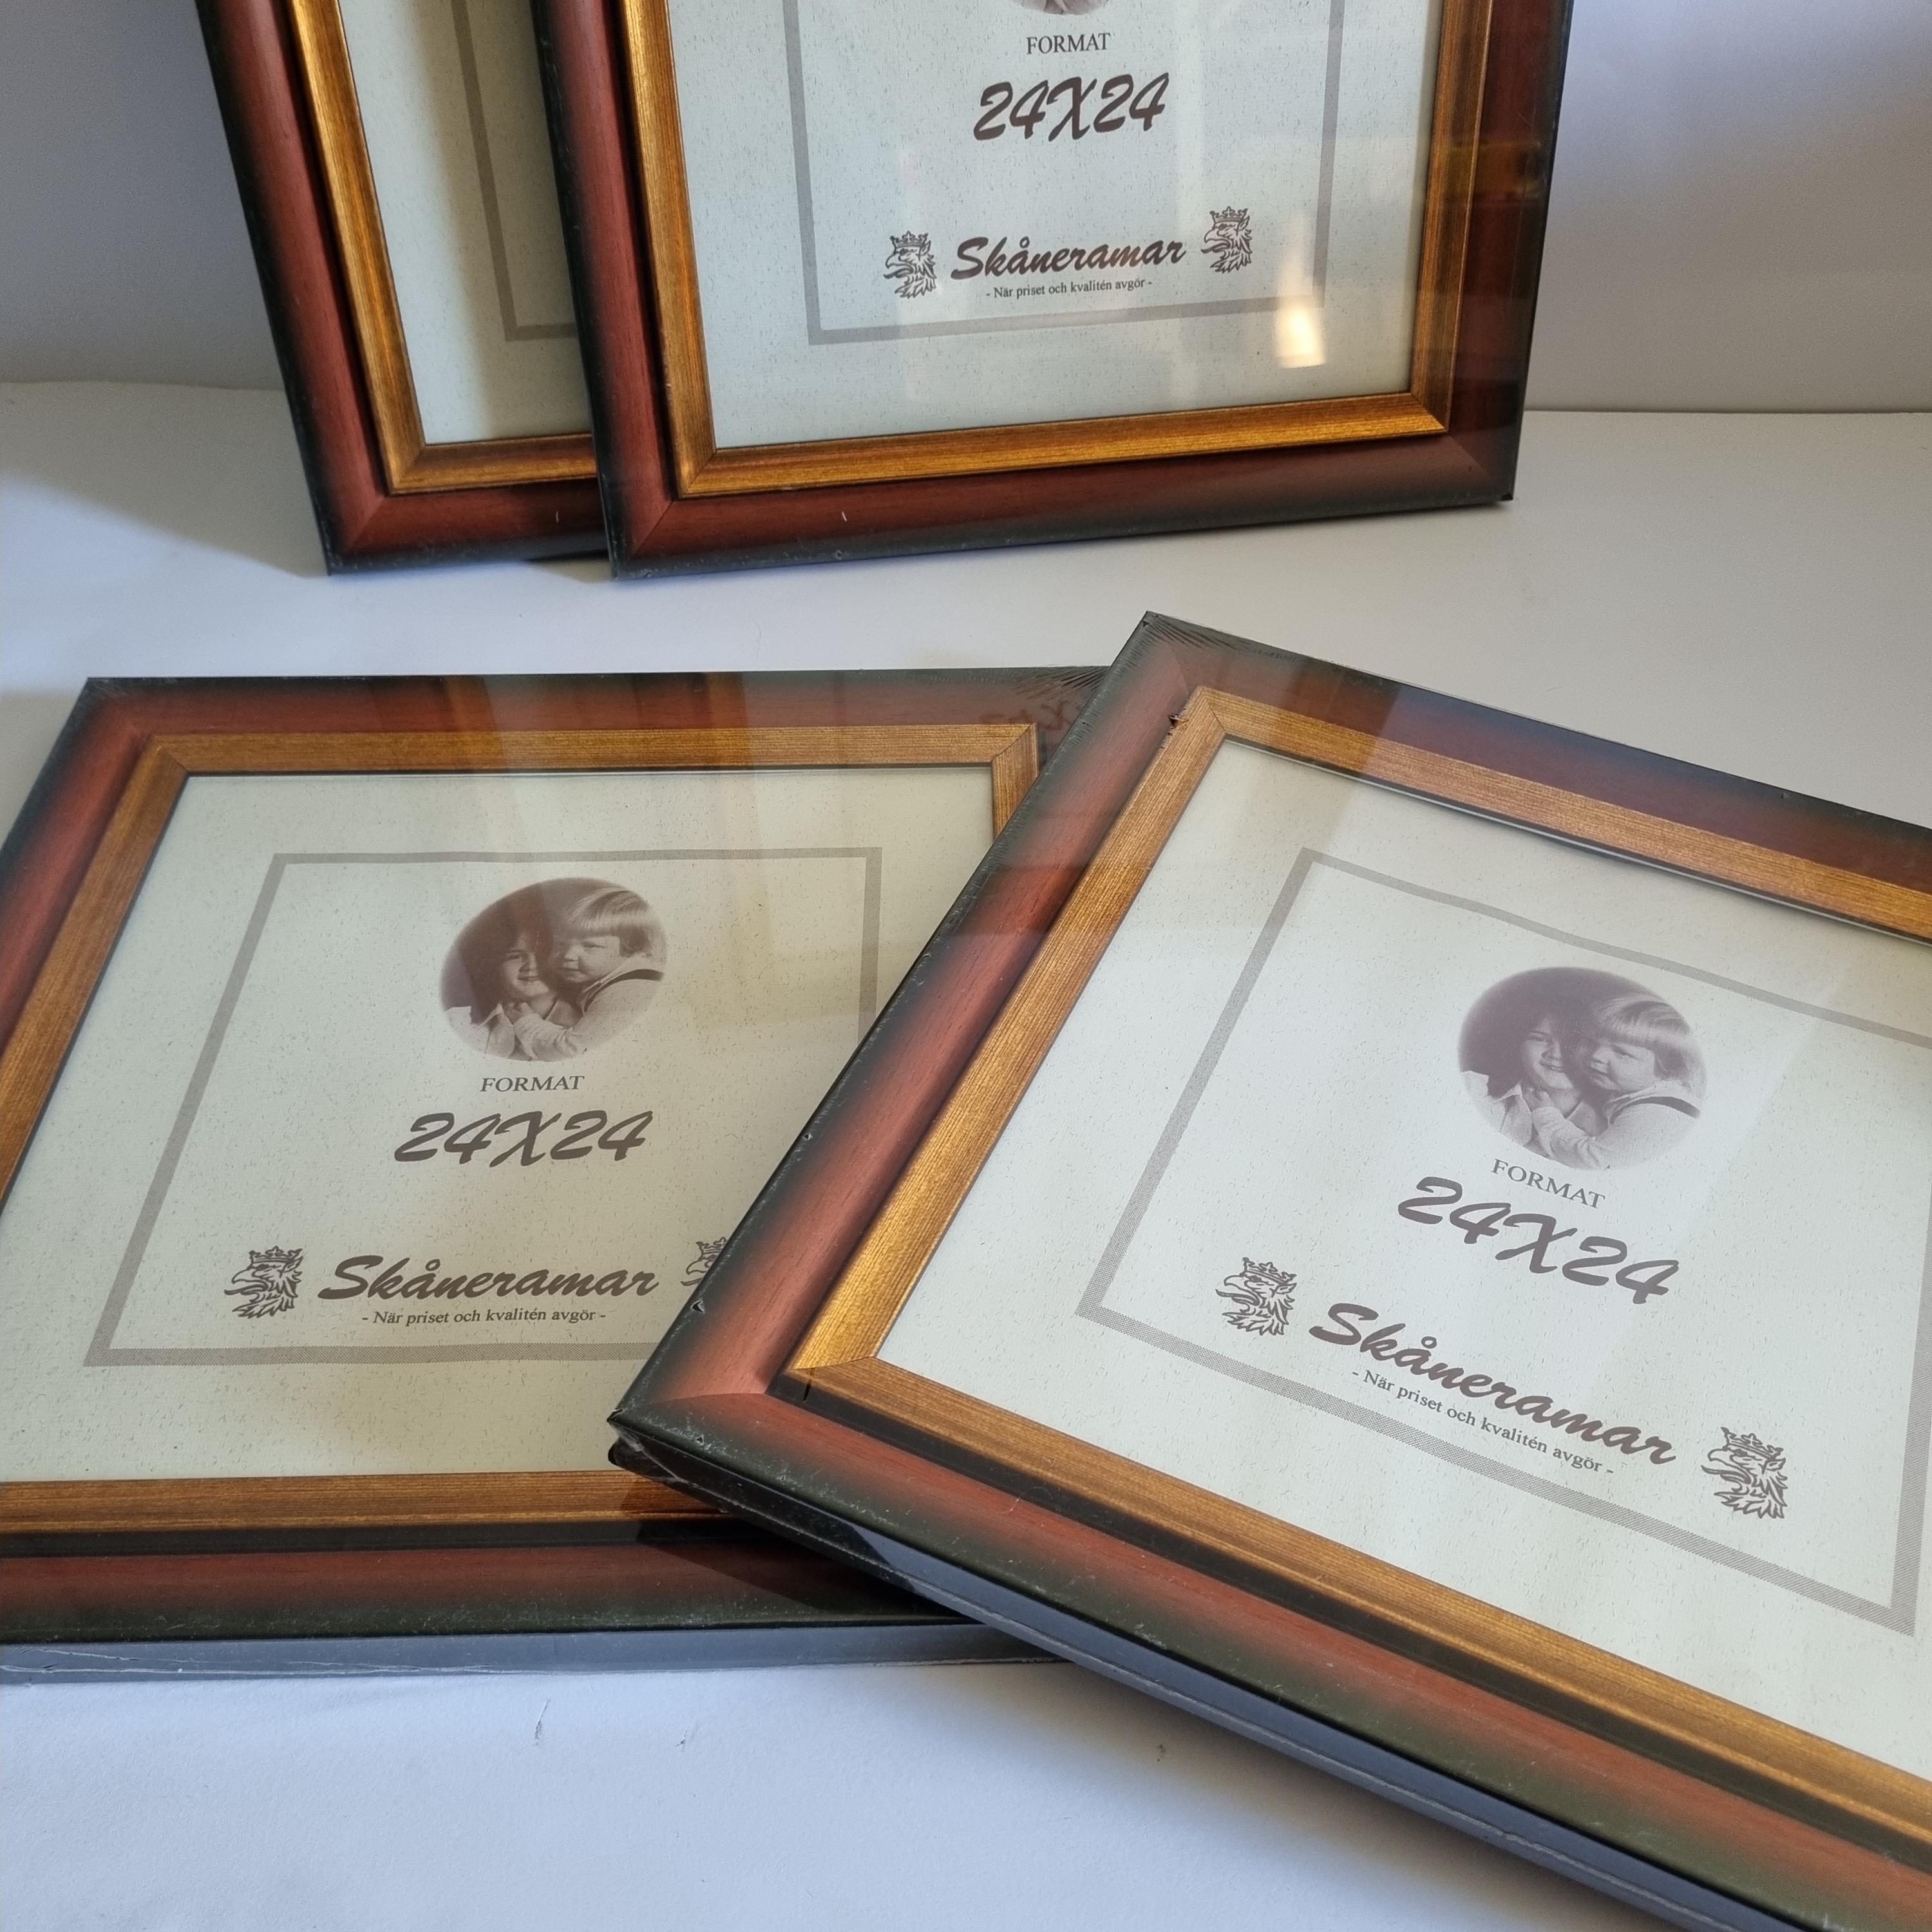 FORMAT
24X24
Skåneramar
- När priset och kvalitén avgör -
FORMAT
24X24
Skåneramar
- När priset och kvalitén avgör -
FORMAT
24X24
Skåneramar
- När priset och kvalitén avgör -